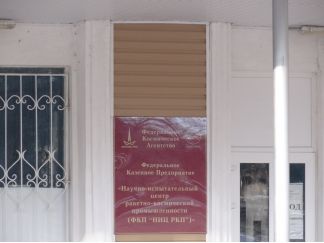 Федеральное
Космическое
Агентство
Федеральное
Казенное Предприятие
«Научно-испытательный
центр
ракетно-космической
промышленности
(ФКП "НИЦ РКП")»